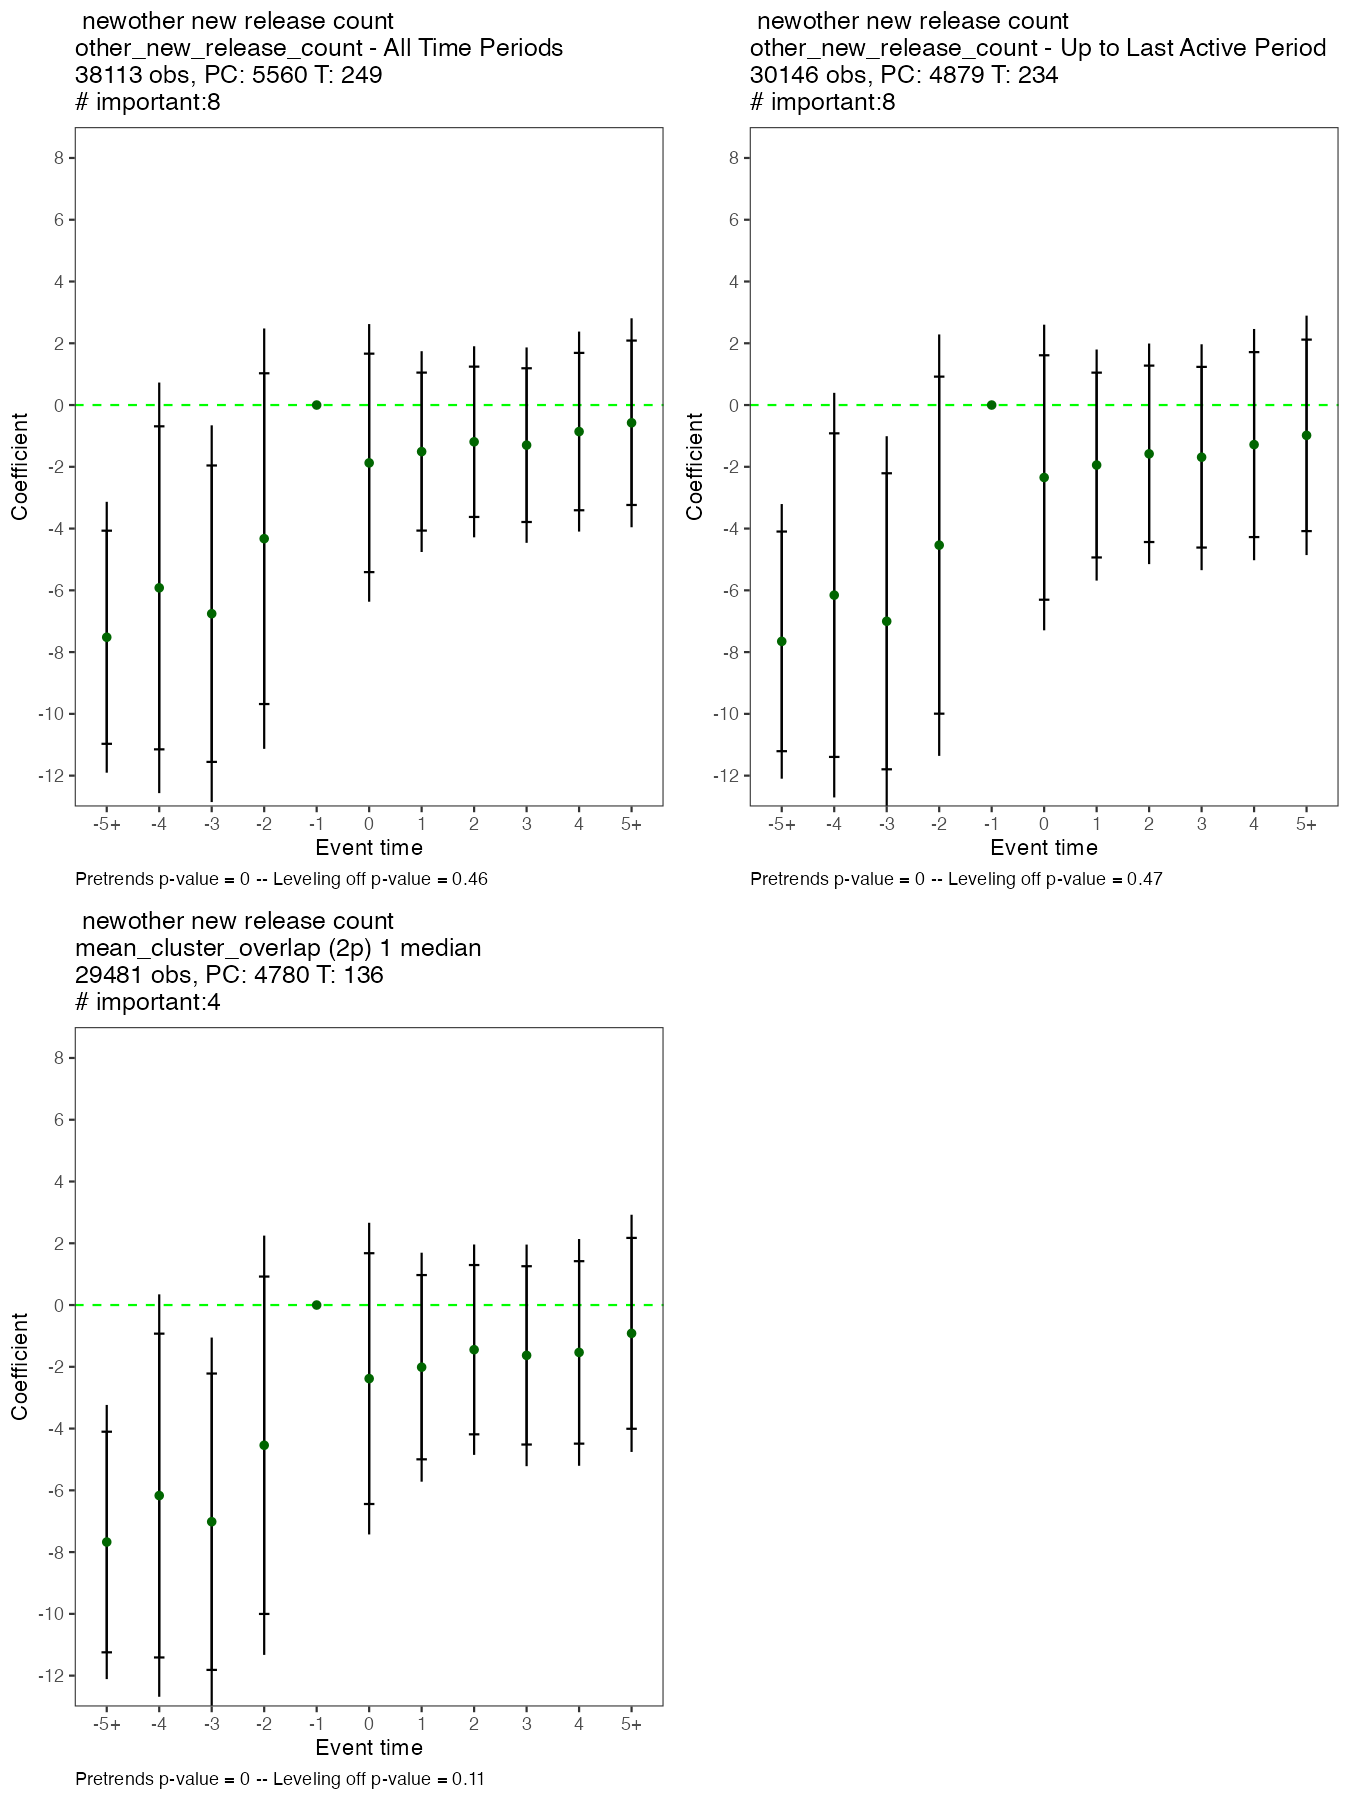 newother new release count
other_new_release_count - All Time Periods
38113 obs, PC: 5560 T: 249
# important:8
8
6
4
2
0
-2
-4
-6
-8
-10
-12
Coefficient
-5+ -4 -3 -2 -1 0 1 2 3 4 5+
Event time
Pretrends p-value = 0 -- Leveling off p-value = 0.46
newother new release count
other_new_release_count - Up to Last Active Period
30146 obs, PC: 4879 T: 234
# important:8
8
6
4
2
0
-2
-4
-6
-8
-10
-12
Coefficient
-5+ -4 -3 -2 -1 0 1 2 3 4 5+
Event time
Pretrends p-value = 0 -- Leveling off p-value = 0.47
newother new release count
mean_cluster_overlap (2p) 1 median
29481 obs, PC: 4780 T: 136
# important:4
8
6
4
2
0
-2
-4
-6
-8
-10
-12
Coefficient
-5+ -4 -3 -2 -1 0 1 2 3 4 5+
Event time
Pretrends p-value = 0 -- Leveling off p-value = 0.11